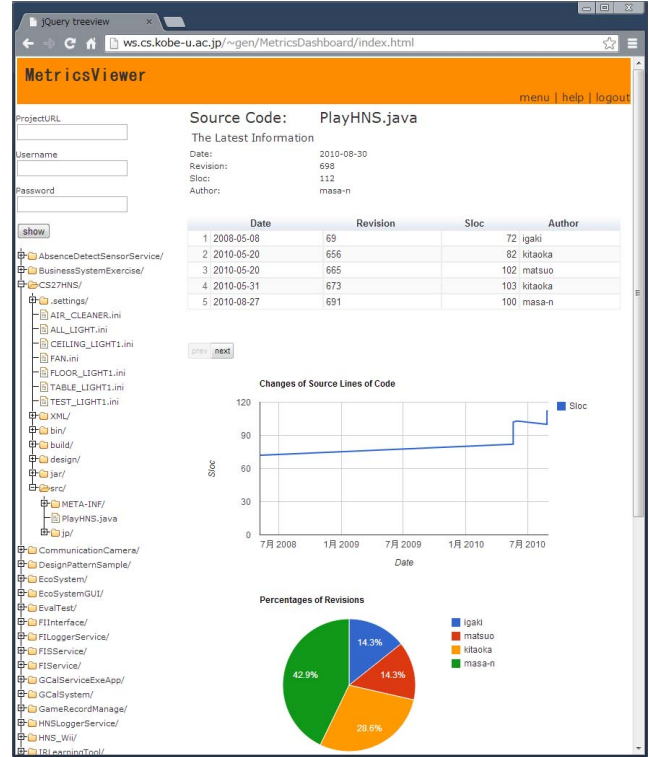 jQuery treeview
ws.cs.kobe-u.ac.jp/~gen/MetricsDashboard/index.html
MetricsViewer
menu | help | logout
ProjectURL
Username
Password
show
AbsenceDetectSensorService/
BusinessSystemExercise/
CS27HNS/
.settings/
AIR_CLEANER.ini
ALL_LIGHT.ini
CEILING_LIGHT1.ini
FAN.ini
FLOOR_LIGHT1.ini
TABLE_LIGHT1.ini
TEST_LIGHT1.ini
XML/
bin/
build/
design/
jar/
src/
META-INF/
PlayHNS.java
jp/
CommunicationCamera/
DesignPatternSample/
EcoSystem/
EcoSystemGUI/
EvalTest/
FIInterface/
FILoggerService/
FISService/
FIService/
GCalServiceExeApp/
GCalSystem/
GameRecordManage/
HNSLoggerService/
HNS_Wii/
IRLearningTool/
Source Code: PlayHNS.java
The Latest Information
Date: 2010-08-30
Revision: 698
Sloc: 112
Author: masa-n
Date Revision Sloc Author
1 2008-05-08 69 72 igaki
2 2010-05-20 656 82 kitaoka
3 2010-05-20 665 102 matsuo
4 2010-05-31 673 103 kitaoka
5 2010-08-27 691 100 masa-n
prev next
Changes of Source Lines of Code
120
90
60
30
0
Sloc
7月 2008 1月 2009 7月 2009 1月 2010 7月 2010
Date
Sloc
Percentages of Revisions
14.3%
14.3%
28.6%
42.9%
igaki
matsuo
kitaoka
masa-n